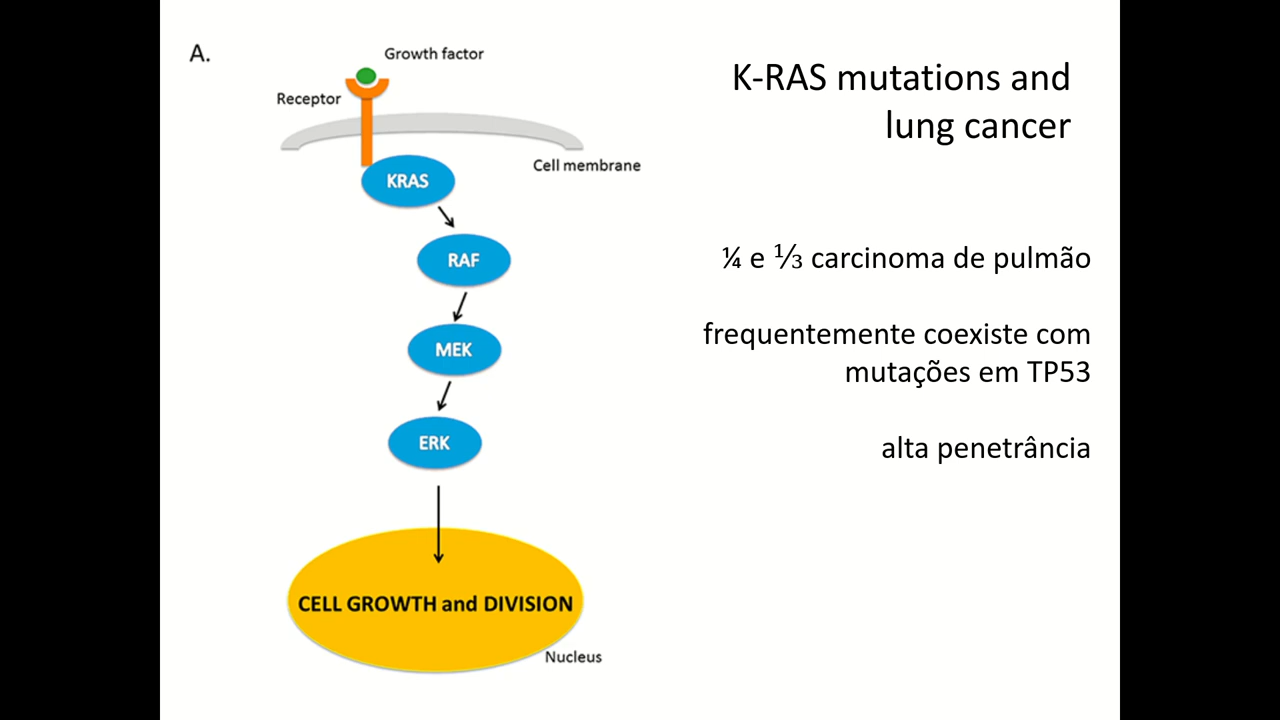 A.
Growth factor
Receptor
Cell membrane
KRAS
RAF
MEK
ERK
CELL GROWTH and DIVISION
Nucleus
K-RAS mutations and
lung cancer
¼ e ⅓ carcinoma de pulmão
frequentemente coexiste com
mutações em TP53
alta penetrância